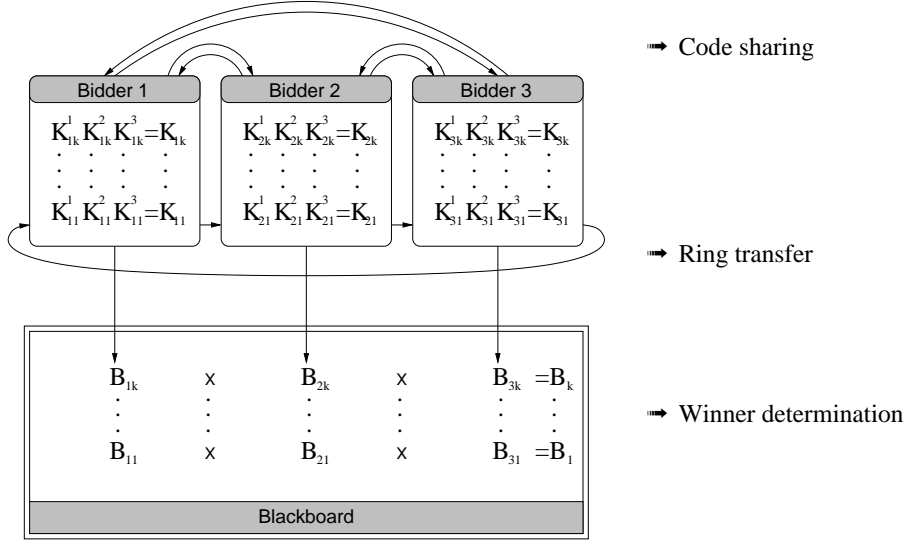 ➟ Code sharing
Bidder 1 Bidder 2 Bidder 3
K¹₁ₖ K²₁ₖ K³₁ₖ=K₁ₖ K¹₂ₖ K²₂ₖ K³₂ₖ=K₂ₖ K¹₃ₖ K²₃ₖ K³₃ₖ=K₃ₖ
K¹₁₁ K²₁₁ K³₁₁=K₁₁ K¹₂₁ K²₂₁ K³₂₁=K₂₁ K¹₃₁ K²₃₁ K³₃₁=K₃₁
➟ Ring transfer
B₁ₖ x B₂ₖ x B₃ₖ =Bₖ
➟ Winner determination
B₁₁ x B₂₁ x B₃₁ =B₁
Blackboard